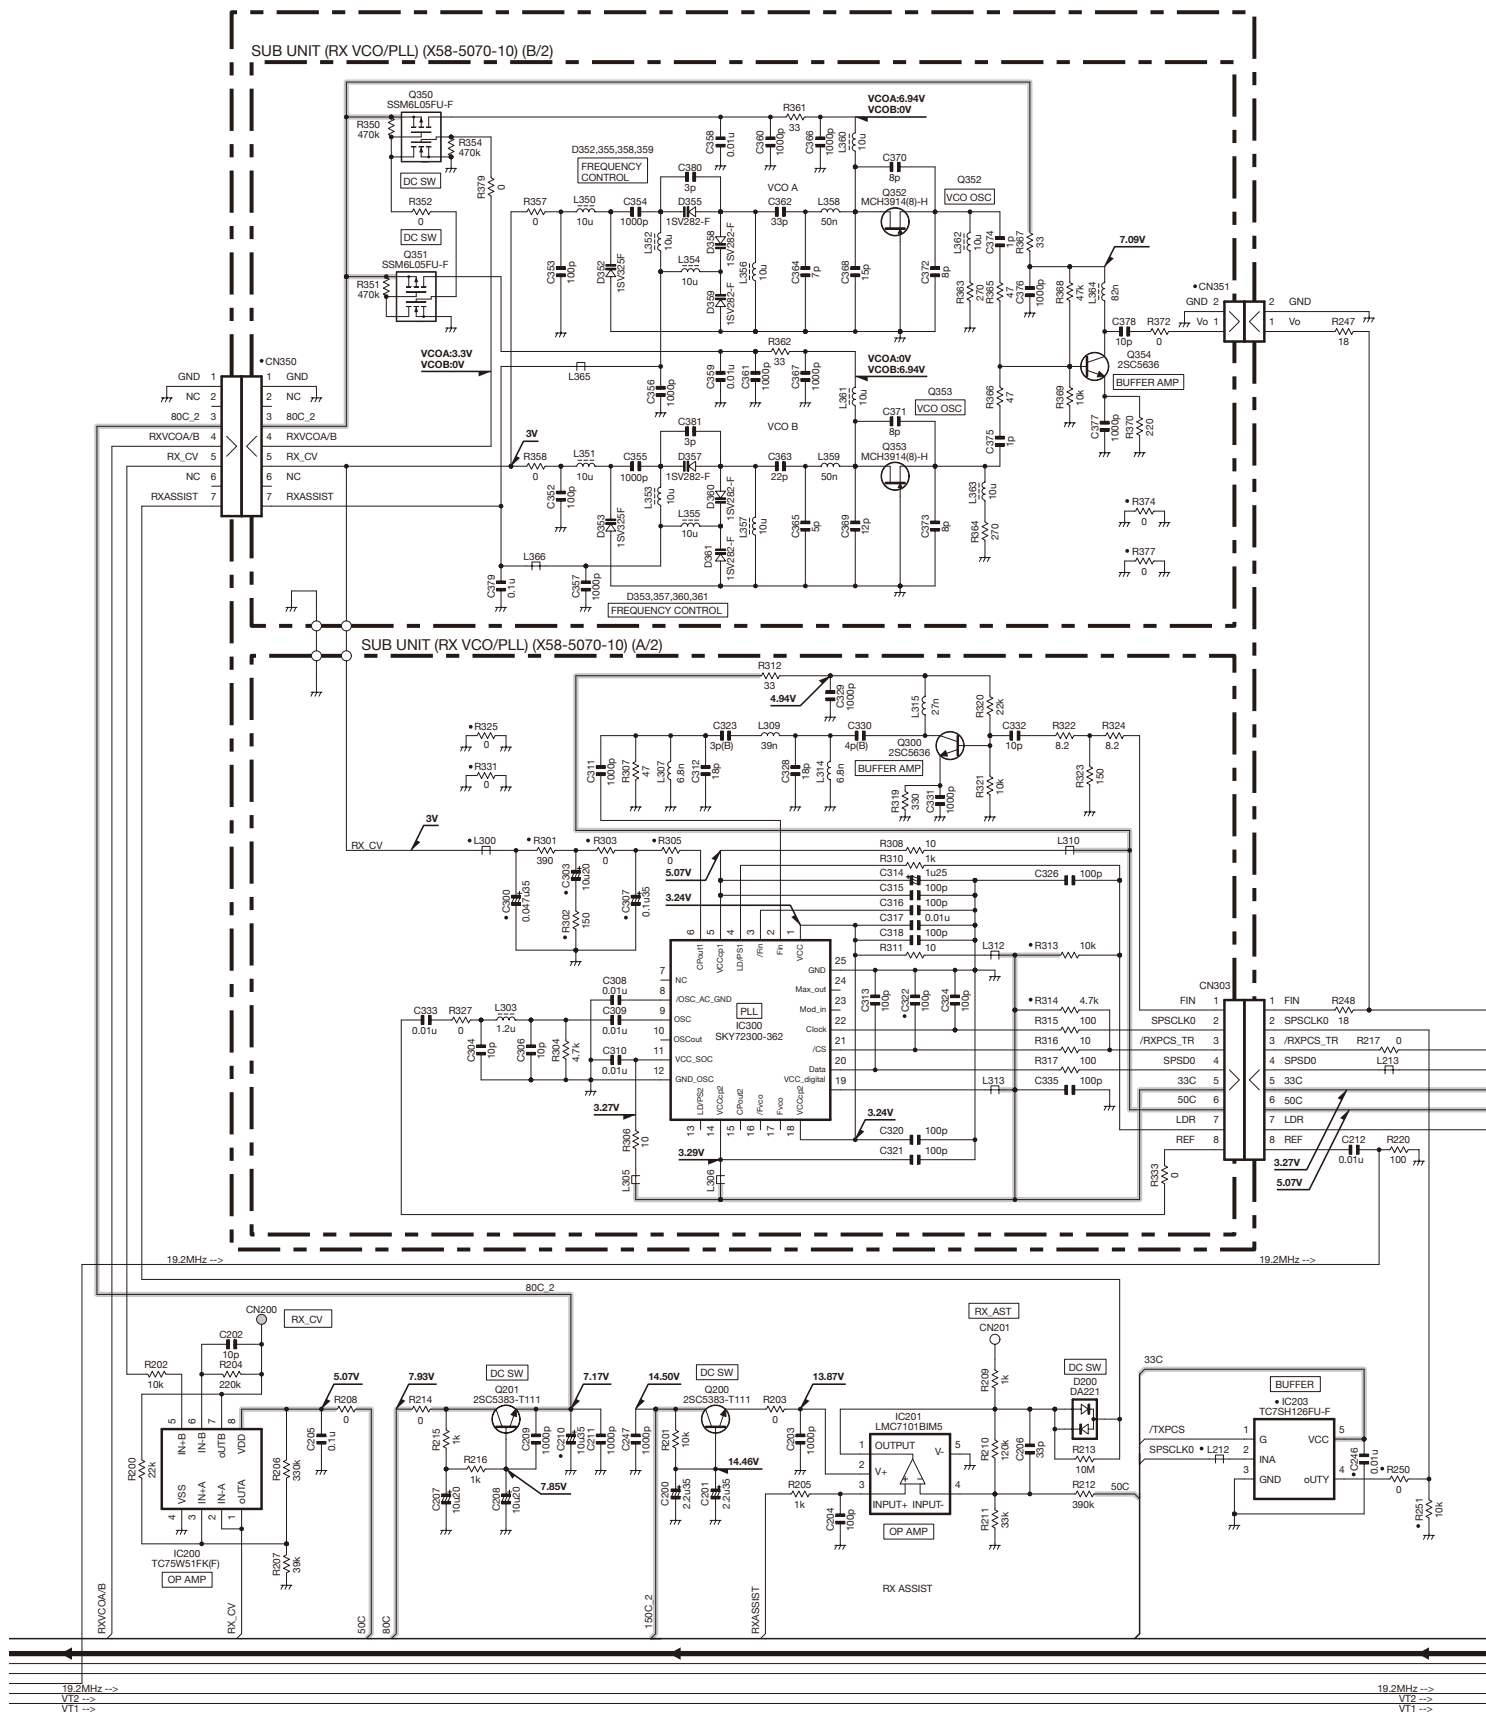 SUB UNIT (RX VCO/PLL) (X58-5070-10) (B/2)
Q350
SSM6L05FU-F
R350
470k
R354
470k
DC SW
R352
0
DC SW
Q351
SSM6L05FU-F
R351
470k
R379
0
VCOA:3.3V
VCOB:0V
D352,355,358,359
FREQUENCY
CONTROL
R357
0
L350
10u
C354
1000p
C353
100p
D352
1SV325F
L352
10u
C380
3p
D355
1SV282-F
D358
1SV282-F
L354
10u
D359
1SV282-F
C358
0.01u
C360
1000p
R361
33
C366
1000p
VCOA:6.94V
VCOB:0V
L360
10u
VCO A
C362
33p
L358
50n
L356
10u
C364
7p
C368
15p
C370
8p
Q352
MCH3914(8)-H
Q352
VCO OSC
C372
8p
L362
10u
R363
270
C374
1p
R365
47
R367
33
C376
1000p
R368
47k
7.09V
L364
82n
C378
10p
R372
0
Q354
2SC5636
BUFFER AMP
R369
10k
C377
1000p
R370
220
CN351
GND 2
Vo 1
2 GND
1 Vo
R247
18
L365
C356
1000p
C359
0.01u
C361
1000p
R362
33
C367
1000p
VCOA:0V
VCOB:6.94V
L361
10u
C371
8p
Q353
VCO OSC
Q353
MCH3914(8)-H
R366
47
C375
1p
CN350
GND 1
NC 2
80C_2 3
RXVCOA/B 4
RX_CV 5
NC 6
RXASSIST 7
1 GND
2 NC
3 80C_2
4 RXVCOA/B
5 RX_CV
6 NC
7 RXASSIST
3V
R358
0
L351
10u
C355
1000p
C352
100p
D353
1SV325F
L353
10u
C381
3p
D357
1SV282-F
D360
1SV282-F
L355
10u
D361
1SV282-F
VCO B
C363
22p
L359
50n
L357
10u
C365
5p
C369
12p
C373
8p
L363
10u
R364
270
R374
0
R377
0
L366
C379
0.1u
C357
1000p
D353,357,360,361
FREQUENCY CONTROL
SUB UNIT (RX VCO/PLL) (X58-5070-10) (A/2)
R312
33
4.94V
C329
1000p
L315
27n
R320
22k
R325
0
R331
0
C311
1000p
R307
47
L307
6.8n
C312
18p
C323
3p(B)
L309
39n
C328
18p
L314
6.8n
C330
4p(B)
Q300
2SC5636
BUFFER AMP
R319
330
C331
1000p
R321
10k
C332
10p
R322
8.2
R324
8.2
R323
150
RX_CV
3V
L300
R301
390
R303
0
R305
0
C300
0.047u35
C303
10u20
R302
150
C307
0.1u35
5.07V
3.24V
R308 10
R310 1k
C314 1u25
C315 100p
C316 100p
C317 0.01u
C318 100p
R311 10
L310
C326 100p
L312
R313 10k
6 5 4 3 2 1
CPout1
VCCcp1
LD/PS1
/Fin
Fin
VCC
7 NC
8 /OSC_AC_GND
9 OSC
10 OSCout
11 VCC_SOC
12 GND_OSC
PLL
IC300
SKY72300-362
25 GND
24 Max_out
23 Mod_in
22 Clock
21 /CS
20 Data
19 VCC_digital
LD/PS2
VCCcp2
CPout2
/Fvco
Fvco
VCCcp2
13 14 15 16 17 18
C308
0.01u
C309
0.01u
C310
0.01u
C333
0.01u
R327
0
L303
1.2u
C304
10p
C306
10p
R304
4.7k
C313
100p
C322
100p
C324
100p
R314 4.7k
R315 100
R316 10
R317 100
C335 100p
L313
3.27V
R306
10
3.29V
L305
L306
3.24V
C320 100p
C321 100p
CN303
FIN 1
SPSCLK0 2
/RXPCS_TR 3
SPSD0 4
33C 5
50C 6
LDR 7
REF 8
1 FIN
2 SPSCLK0
3 /RXPCS_TR
4 SPSD0
5 33C
6 50C
7 LDR
8 REF
R248
18
R217 0
L213
C212
0.01u
R220
100
R333
0
3.27V
5.07V
19.2MHz -->
19.2MHz -->
80C_2
CN200
RX_CV
C202
10p
R202
10k
R204
220k
5 6 7 8
IN+B
IN-B
oUTB
VDD
VSS
IN+A
IN-A
oUTA
4 3 2 1
R200
22k
IC200
TC75W51FK(F)
OP AMP
R206
330k
R207
39k
5.07V
C205
0.1u
R208
0
7.93V
R214
0
DC SW
Q201
2SC5383-T111
R215
1k
R216
1k
C207
10u20
C208
10u20
7.85V
C209
1000p
C210
10u35
C211
1000p
7.17V
14.50V
C247
1000p
R201
10k
DC SW
Q200
2SC5383-T111
C200
2.2u35
C201
2.2u35
14.46V
R203
0
13.87V
C203
1000p
R205
1k
C204
100p
IC201
LMC7101BIM5
1 OUTPUT
2 V+
3 INPUT+
V- 5
INPUT- 4
OP AMP
RX_AST
CN201
R209
1k
R210
120k
C206
33p
R211
33k
DC SW
D200
DA221
R213
10M
R212
390k
50C
RX ASSIST
33C
BUFFER
IC203
TC7SH126FU-F
/TXPCS
SPSCLK0
L212
1 G
2 INA
3 GND
VCC 5
oUTY 4
C246
0.01u
R250
0
R251
10k
RXVCOA/B
RX_CV
50C
80C
150C_2
RXASSIST
19.2MHz -->
VT2 -->
VT1 -->
19.2MHz -->
VT2 -->
VT1 -->